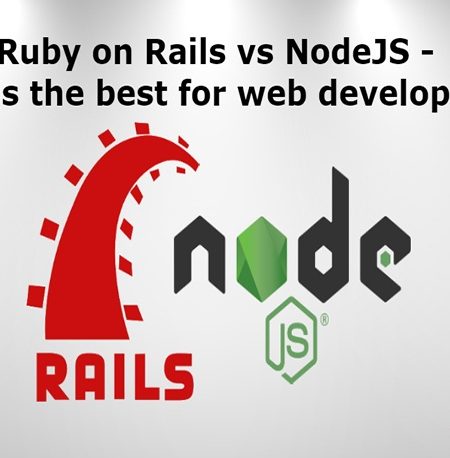 Ruby on Rails vs NodeJS -
s the best for web develop
RAILS
node
JS®